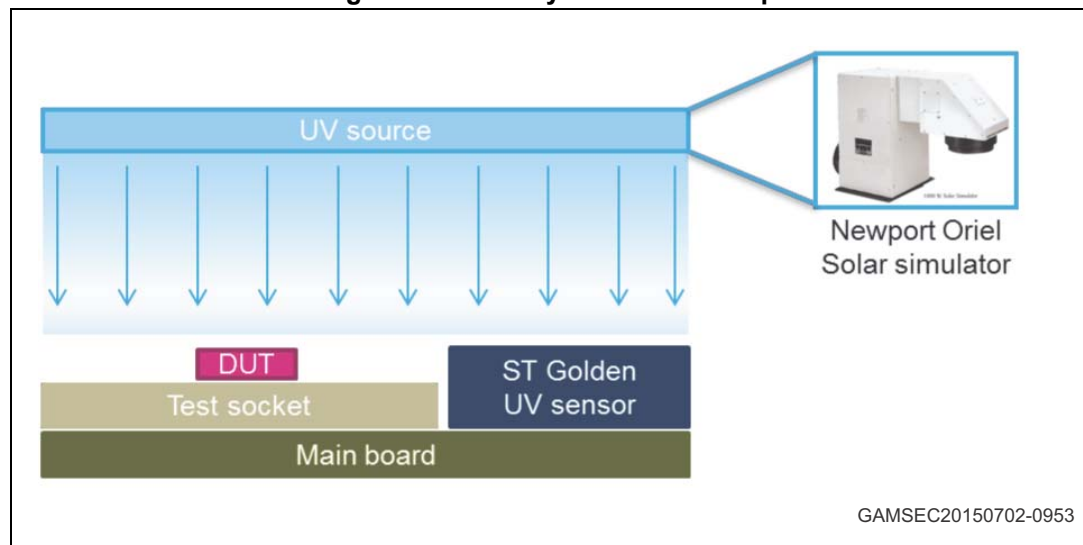 UV source
Newport Oriel
Solar simulator
DUT
Test socket
ST Golden
UV sensor
Main board
GAMSEC20150702-0953